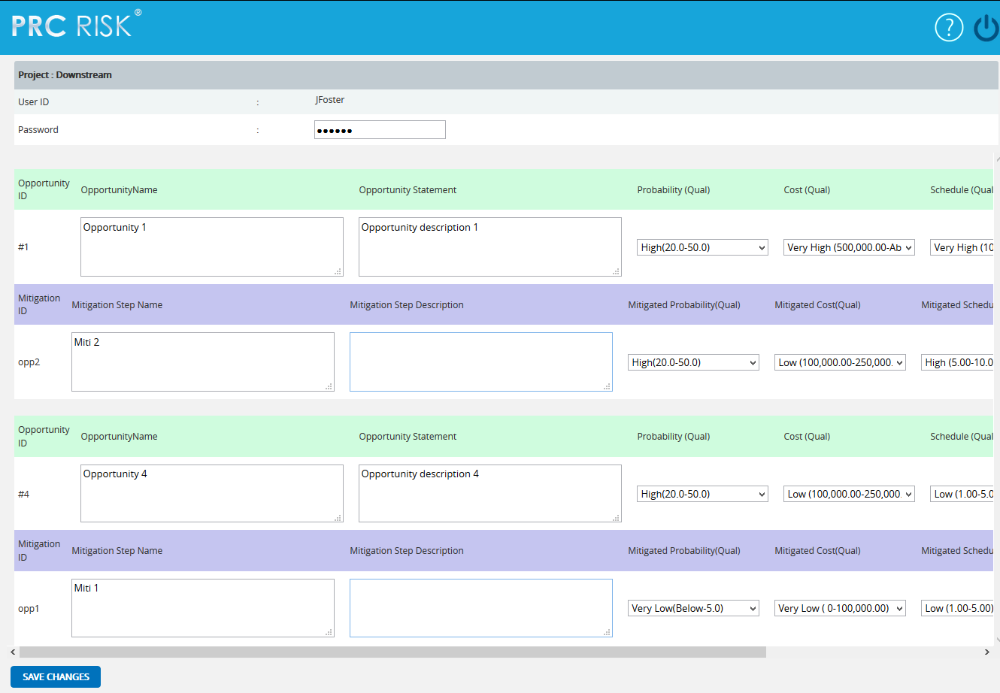 PRC RISK®
?
Project : Downstream
User ID : JFoster
Password : ●●●●●●
Opportunity ID OpportunityName Opportunity Statement Probability (Qual) Cost (Qual) Schedule (Qual
#1 Opportunity 1 Opportunity description 1 High(20.0-50.0) Very High (500,000.00-Ab Very High (10
Mitigation ID Mitigation Step Name Mitigation Step Description Mitigated Probability(Qual) Mitigated Cost(Qual) Mitigated Schedu
opp2 Miti 2 High(20.0-50.0) Low (100,000.00-250,000. High (5.00-10.0
Opportunity ID OpportunityName Opportunity Statement Probability (Qual) Cost (Qual) Schedule (Qual
#4 Opportunity 4 Opportunity description 4 High(20.0-50.0) Low (100,000.00-250,000. Low (1.00-5.0
Mitigation ID Mitigation Step Name Mitigation Step Description Mitigated Probability(Qual) Mitigated Cost(Qual) Mitigated Schedu
opp1 Miti 1 Very Low(Below-5.0) Very Low ( 0-100,000.00) Low (1.00-5.00)
SAVE CHANGES